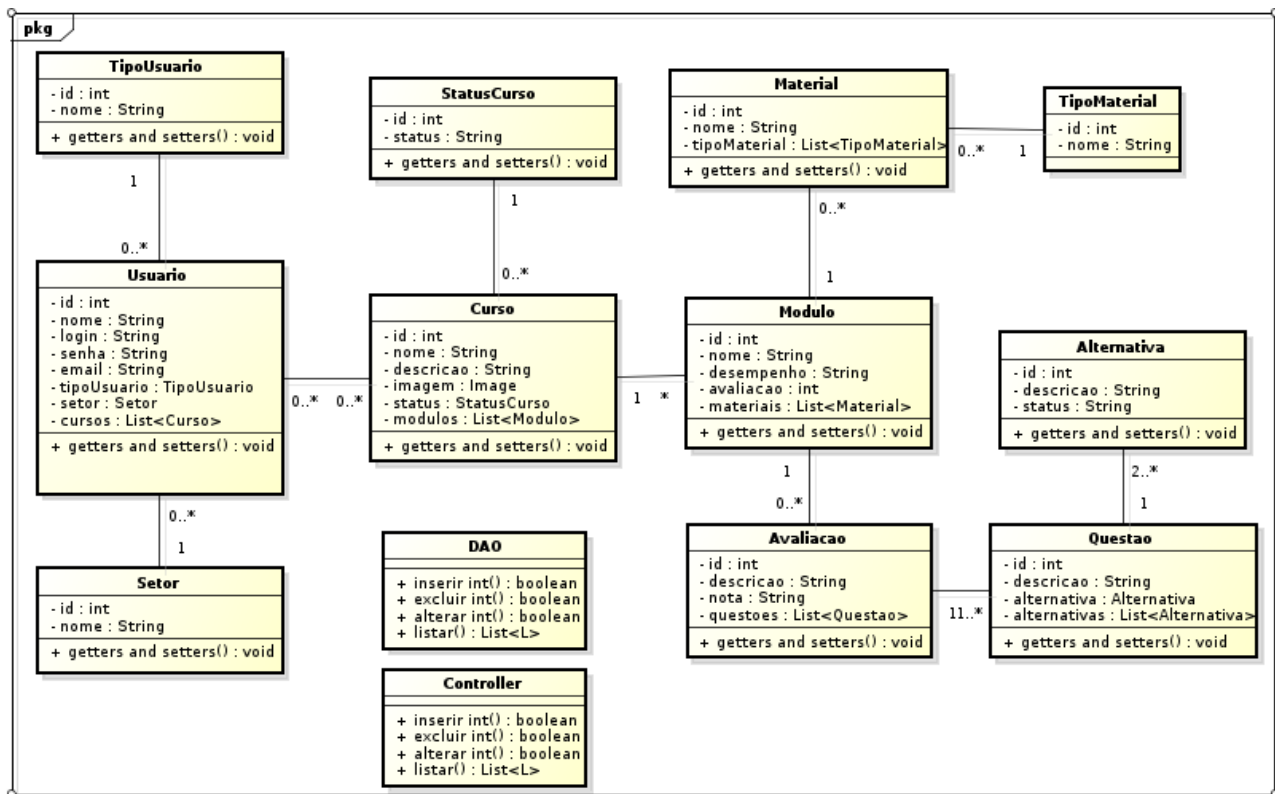 pkg
TipoUsuario
- id : int
- nome : String
+ getters and setters() : void
StatusCurso
- id : int
- status : String
+ getters and setters() : void
Material
- id : int
- nome : String
- tipoMaterial : List<TipoMaterial>
+ getters and setters() : void
TipoMaterial
- id : int
- nome : String
0..*
1
1
0..*
1
0..*
0..*
1
Usuario
- id : int
- nome : String
- login : String
- senha : String
- email : String
- tipoUsuario : TipoUsuario
- setor : Setor
- cursos : List<Curso>
+ getters and setters() : void
0..*
0..*
Curso
- id : int
- nome : String
- descricao : String
- imagem : Image
- status : StatusCurso
- modulos : List<Modulo>
+ getters and setters() : void
1
*
Modulo
- id : int
- nome : String
- desempenho : String
- avaliacao : int
- materiais : List<Material>
+ getters and setters() : void
Alternativa
- id : int
- descricao : String
- status : String
+ getters and setters() : void
0..*
1
1
0..*
2..*
1
Setor
- id : int
- nome : String
+ getters and setters() : void
DAO
+ inserir int() : boolean
+ excluir int() : boolean
+ alterar int() : boolean
+ listar() : List<L>
Avaliacao
- id : int
- descricao : String
- nota : String
- questoes : List<Questao>
+ getters and setters() : void
11..*
Questao
- id : int
- descricao : String
- alternativa : Alternativa
- alternativas : List<Alternativa>
+ getters and setters() : void
Controller
+ inserir int() : boolean
+ excluir int() : boolean
+ alterar int() : boolean
+ listar() : List<L>